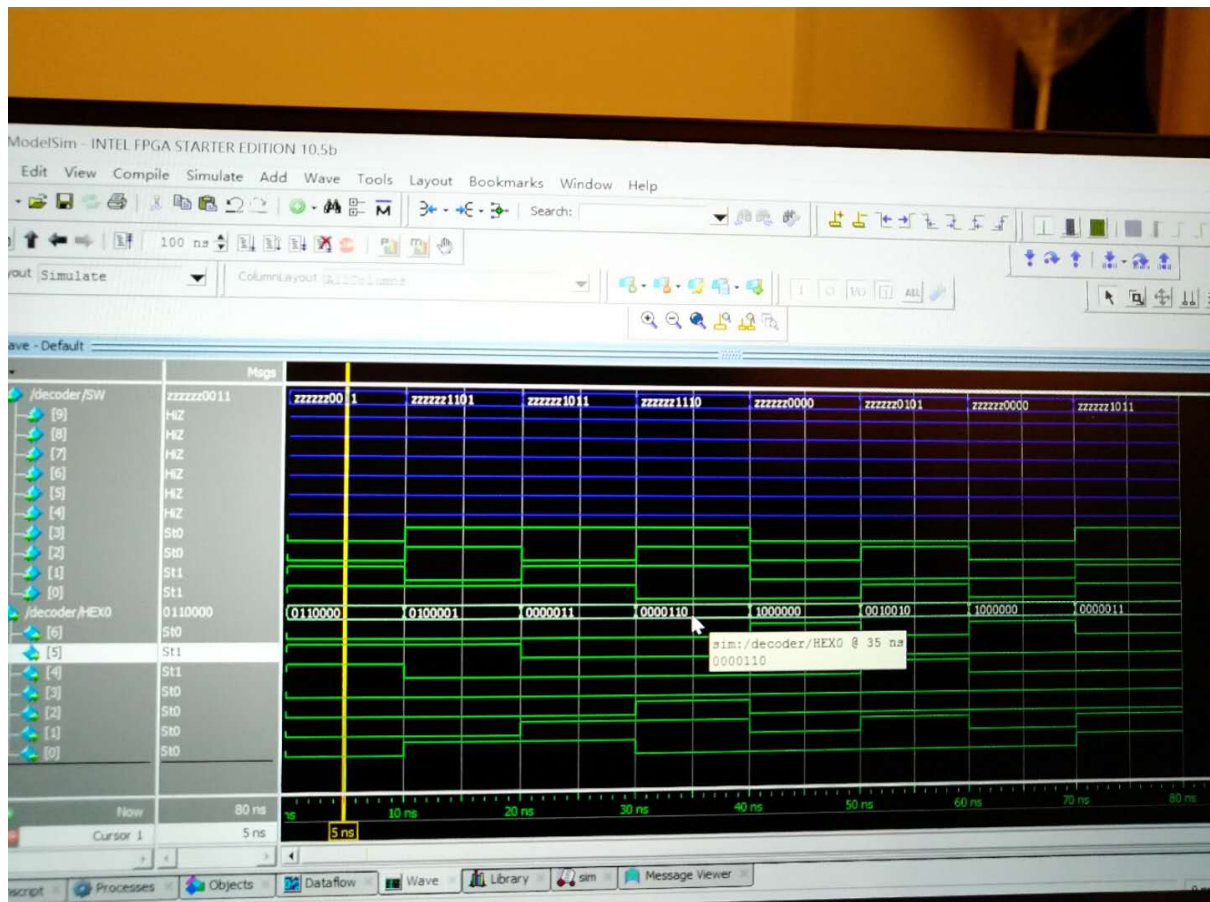 ModelSim - INTEL FPGA STARTER EDITION 10.5b
Edit View Compile Simulate Add Wave Tools Layout Bookmarks Window Help
Search:
100 ns
Simulate ColumnLayout AllColumns
ave - Default
Msgs
/decoder/SW zzzzzz0011 zzzzzz00 1 zzzzzz1101 zzzzzz1011 zzzzzz1110 zzzzzz0000 zzzzzz0101 zzzzzz0000 zzzzzz1011
[9] HiZ
[8] HiZ
[7] HiZ
[6] HiZ
[5] HiZ
[4] HiZ
[3] St0
[2] St0
[1] St1
[0] St1
/decoder/HEX0 0110000 0110000 0100001 0000011 0000110 1000000 0010010 1000000 0000011
[6] St0
[5] St1
[4] St1
[3] St0
[2] St0
[1] St0
[0] St0
sim:/decoder/HEX0 @ 35 ns
0000110
Now 80 ns 10 ns 20 ns 30 ns 40 ns 50 ns 60 ns 70 ns 80 ns
Cursor 1 5 ns 5 ns
Processes Objects Dataflow Wave Library sim Message Viewer